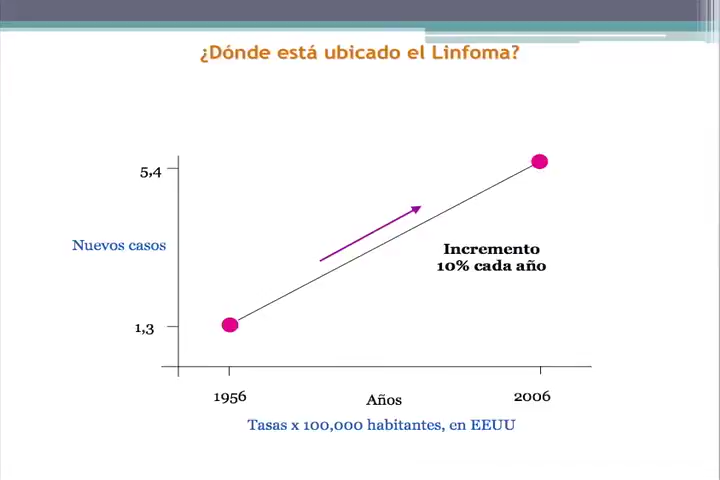 ¿Dónde está ubicado el Linfoma?
5,4
Nuevos casos
Incremento
10% cada año
1,3
1956
Años
2006
Tasas x 100,000 habitantes, en EEUU